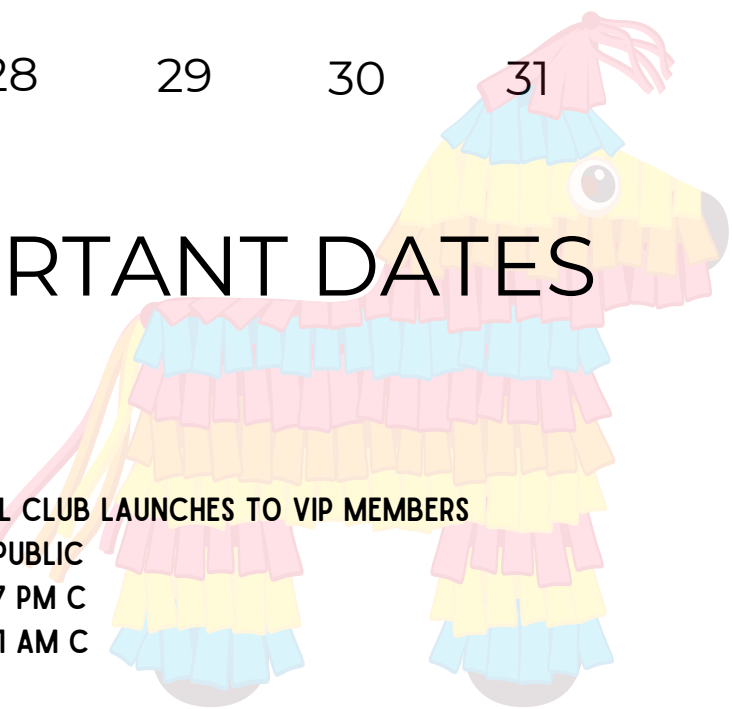 28 29 30 31
RTANT DATES
L CLUB LAUNCHES TO VIP MEMBERS
PUBLIC
7 PM C
1 AM C